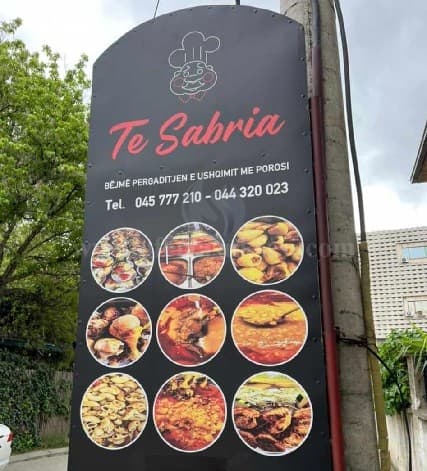 Te Sabria
BËJMË PERGADITJEN E USHQIMIT ME POROSI
Tel. 045 777 210 - 044 320 023